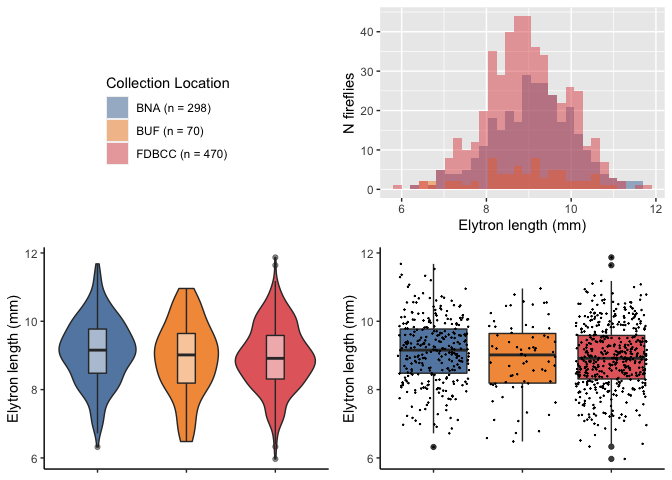 Collection Location
BNA (n = 298)
BUF (n = 70)
FDBCC (n = 470)
N fireflies
40
30
20
10
0
6
8
10
12
Elytron length (mm)
Elytron length (mm)
12
10
8
6
Elytron length (mm)
12
10
8
6